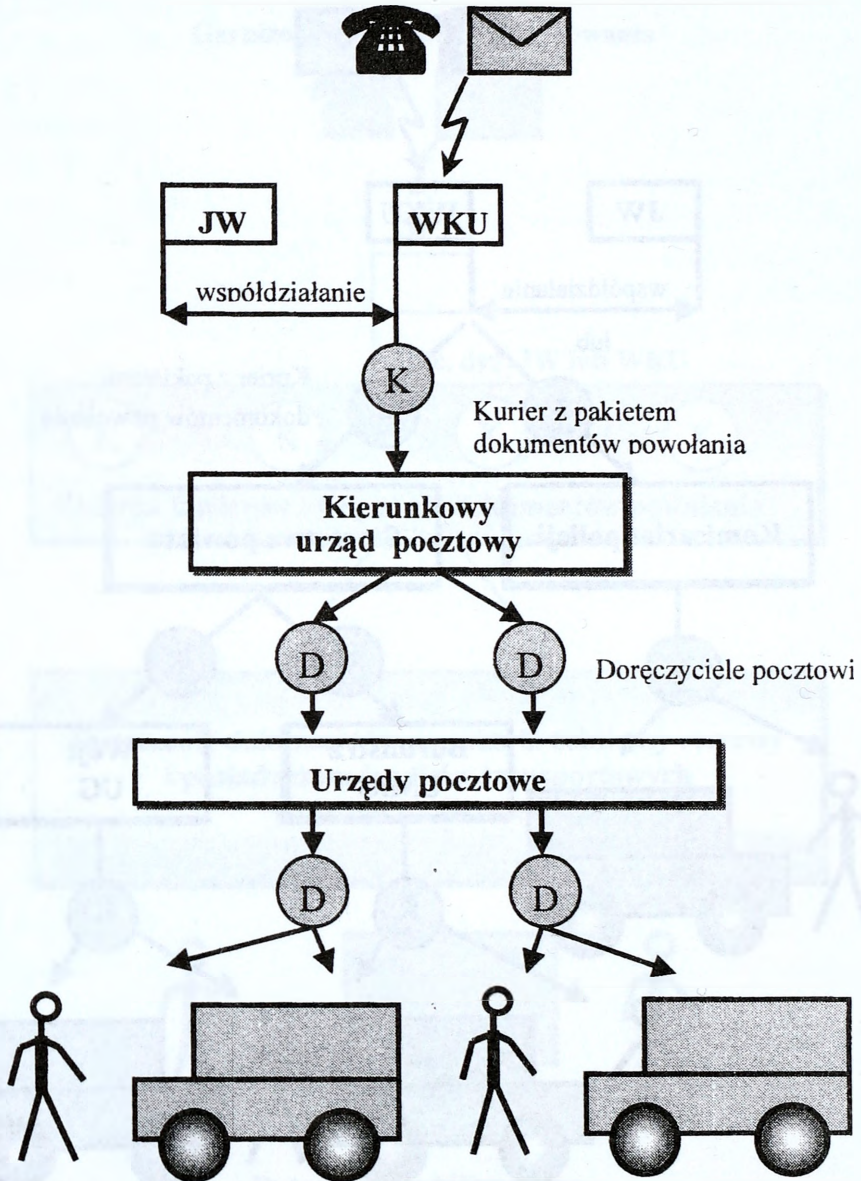 JW
WKU
współdziałanie
K
Kurier z pakietem
dokumentów powołania
Kierunkowy
urząd pocztowy
D
D
Doręczyciele pocztowi
Urzędy pocztowe
D
D